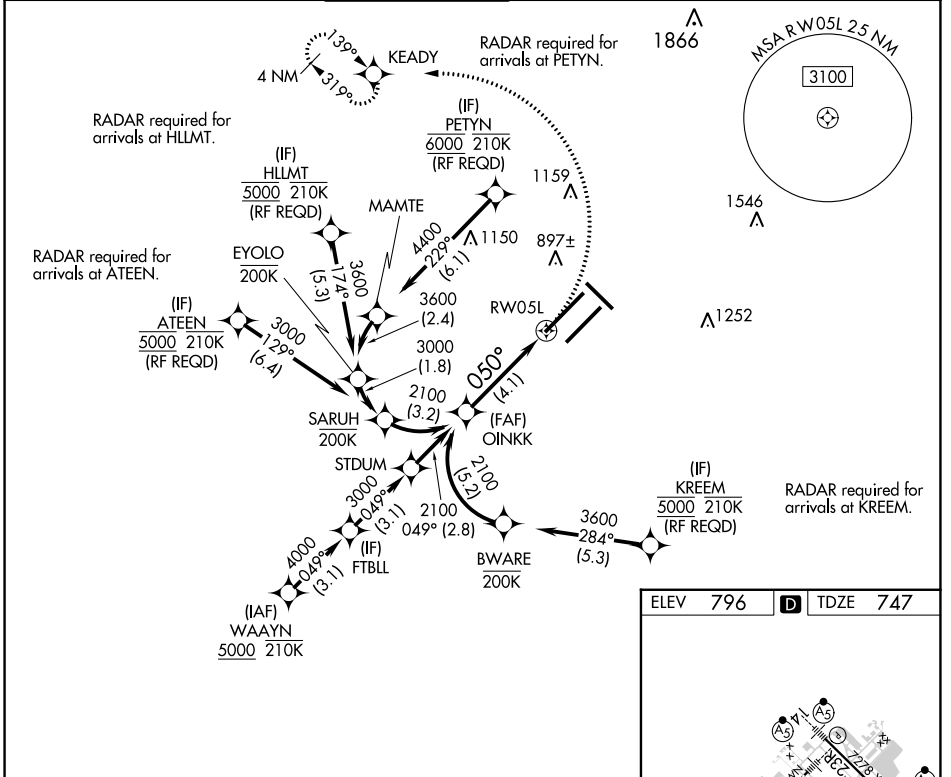 1866
MSA RW05L 25 NM
3100
139°
319°
4 NM
KEADY
RADAR required for
arrivals at PETYN.
RADAR required for
arrivals at HLLMT.
(IF)
PETYN
6000 210K
(RF REQD)
(IF)
HLLMT
5000 210K
(RF REQD)
1159
1546
MAMTE
4400
229°
(6.1)
1150
897±
RADAR required for
arrivals at ATEEN.
EYOLO
200K
3600
174°
(5.3)
(IF)
ATEEN
5000 210K
(RF REQD)
3000
129°
(6.4)
3600
(2.4)
RW05L
1252
3000
(1.8)
050°
(4.1)
2100
(3.2)
SARUH
200K
(FAF)
OINKK
STDUM
2100
(5.2)
3000
049°
(3.1)
2100
049° (2.8)
(IF)
KREEM
5000 210K
(RF REQD)
RADAR required for
arrivals at KREEM.
3600
284°
(5.3)
BWARE
200K
(IF)
FTBLL
4000
049°
(3.1)
(IAF)
WAAYN
5000 210K
ELEV 796 D TDZE 747
A5
A5
14
P
23R
7278